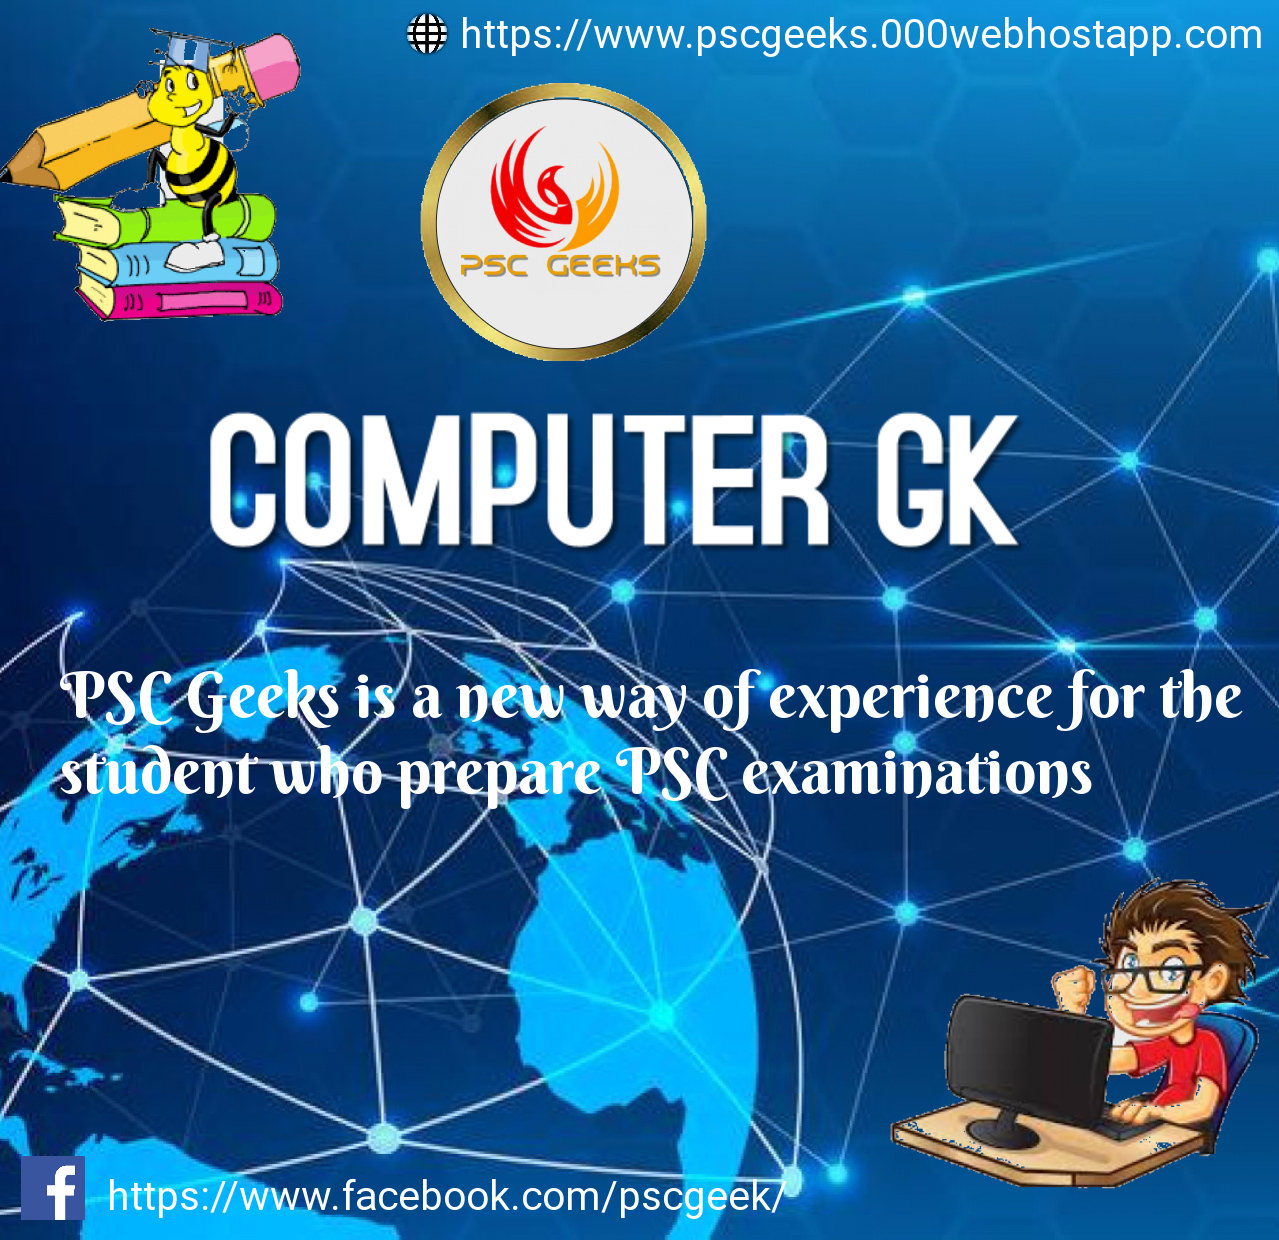 https://www.pscgeeks.000webhostapp.com
PSC GEEKS
COMPUTER GK
PSC Geeks is a new way of experience for the
student who prepare PSC examinations
https://www.facebook.com/pscgeek/